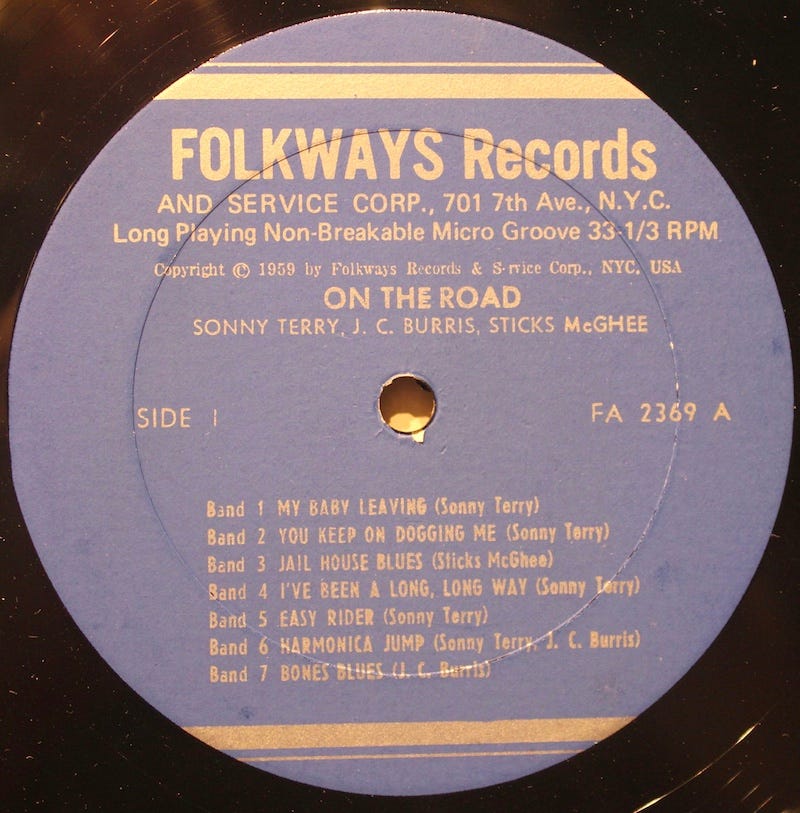 FOLKWAYS Records
AND SERVICE CORP., 701 7th Ave., N.Y.C.
Long Playing Non-Breakable Micro Groove 33-1/3 RPM
Copyright © 1959 by Folkways Records & S-rvice Corp., NYC. USA
ON THE ROAD
SONNY TERRY, J. C. BURRIS, STICKS McGHEE
SIDE 1 FA 2369 A
Band 1 MY BABY LEAVING (Sonny Terry)
Band 2 YOU KEEP ON DOGGING ME (Sonny Terry)
Band 3 JAIL HOUSE BLUES (Sticks McGhee)
Band 4 I'VE BEEN A LONG, LONG WAY (Sonny Terry)
Band 5 EASY RIDER (Sonny Terry)
Band 6 HARMONICA JUMP (Sonny Terry, J. C. Burris)
Band 7 BONES BLUES (J. C. Burris)